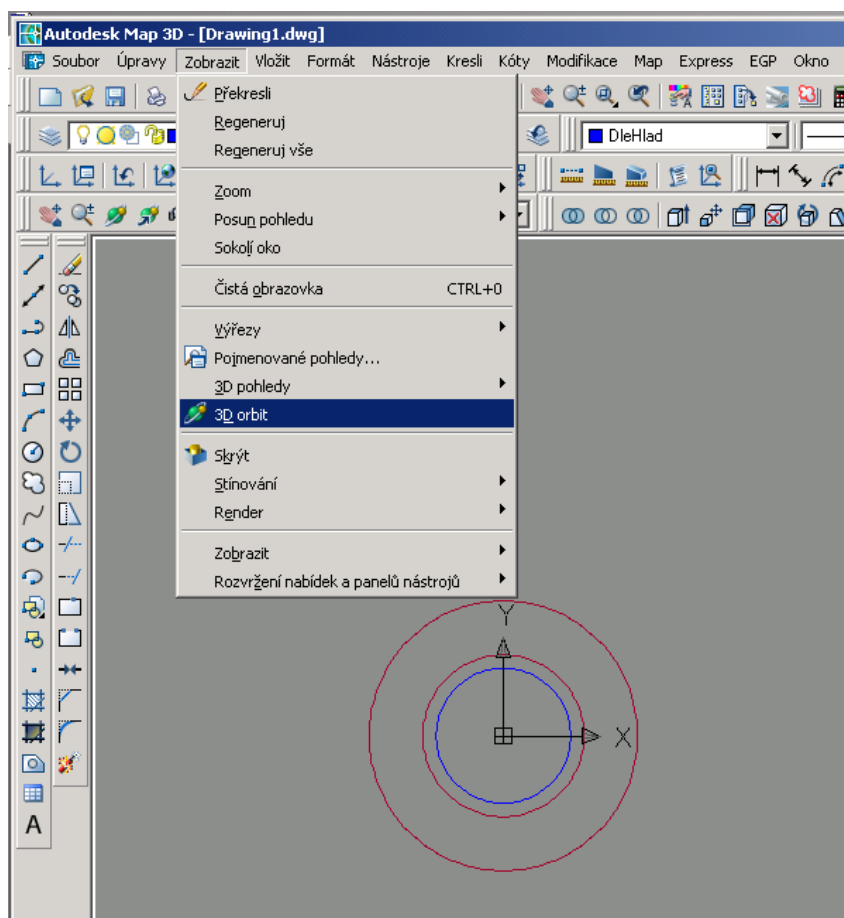 Autodesk Map 3D - [Drawing1.dwg]
Soubor Úpravy Zobrazit Vložit Formát Nástroje Kresli Kóty Modifikace Map Express EGP Okno
Překresli
Regeneruj
Regeneruj vše
DleHlad
Zoom
Posun pohledu
Sokolí oko
Čistá obrazovka CTRL+0
Výřezy
Pojmenované pohledy...
3D pohledy
3D orbit
Skrýt
Stínování
Render
Zobrazit
Rozvržení nabídek a panelů nástrojů
Y
X
A